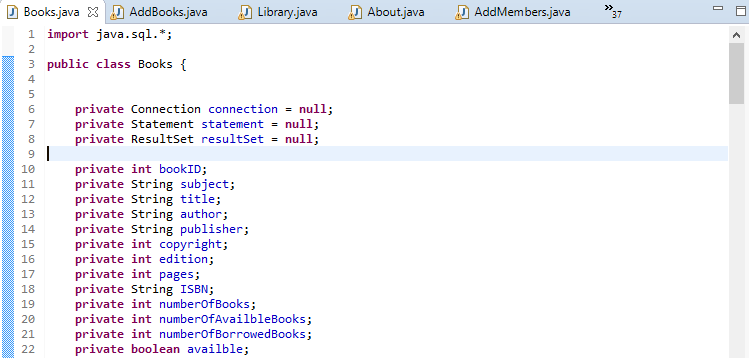 Books.java AddBooks.java Library.java About.java AddMembers.java »37
1 import java.sql.*;
2
3 public class Books {
4
5
6 private Connection connection = null;
7 private Statement statement = null;
8 private ResultSet resultSet = null;
9
10 private int bookID;
11 private String subject;
12 private String title;
13 private String author;
14 private String publisher;
15 private int copyright;
16 private int edition;
17 private int pages;
18 private String ISBN;
19 private int numberOfBooks;
20 private int numberOfAvailbleBooks;
21 private int numberOfBorrowedBooks;
22 private boolean availble;